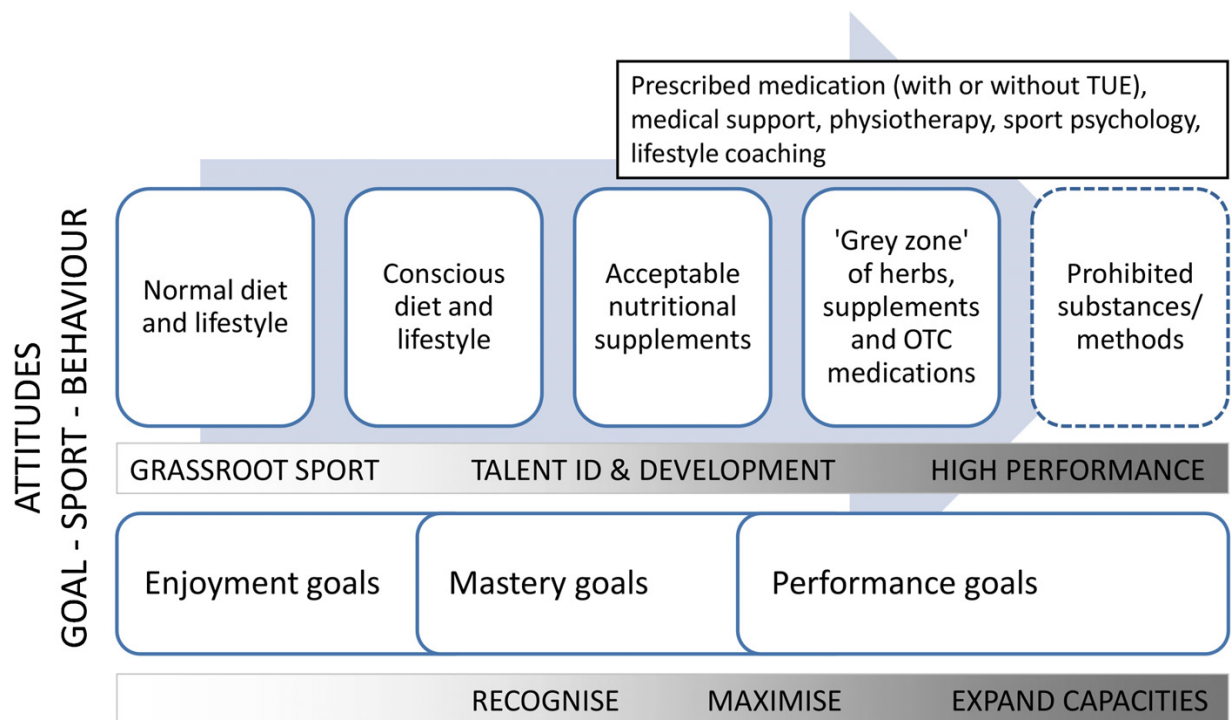 Prescribed medication (with or without TUE),
medical support, physiotherapy, sport psychology,
lifestyle coaching
ATTITUDES
GOAL - SPORT - BEHAVIOUR
Normal diet
and lifestyle
Conscious
diet and
lifestyle
Acceptable
nutritional
supplements
'Grey zone'
of herbs,
supplements
and OTC
medications
Prohibited
substances/
methods
GRASSROOT SPORT
TALENT ID & DEVELOPMENT
HIGH PERFORMANCE
Enjoyment goals
Mastery goals
Performance goals
RECOGNISE
MAXIMISE
EXPAND CAPACITIES